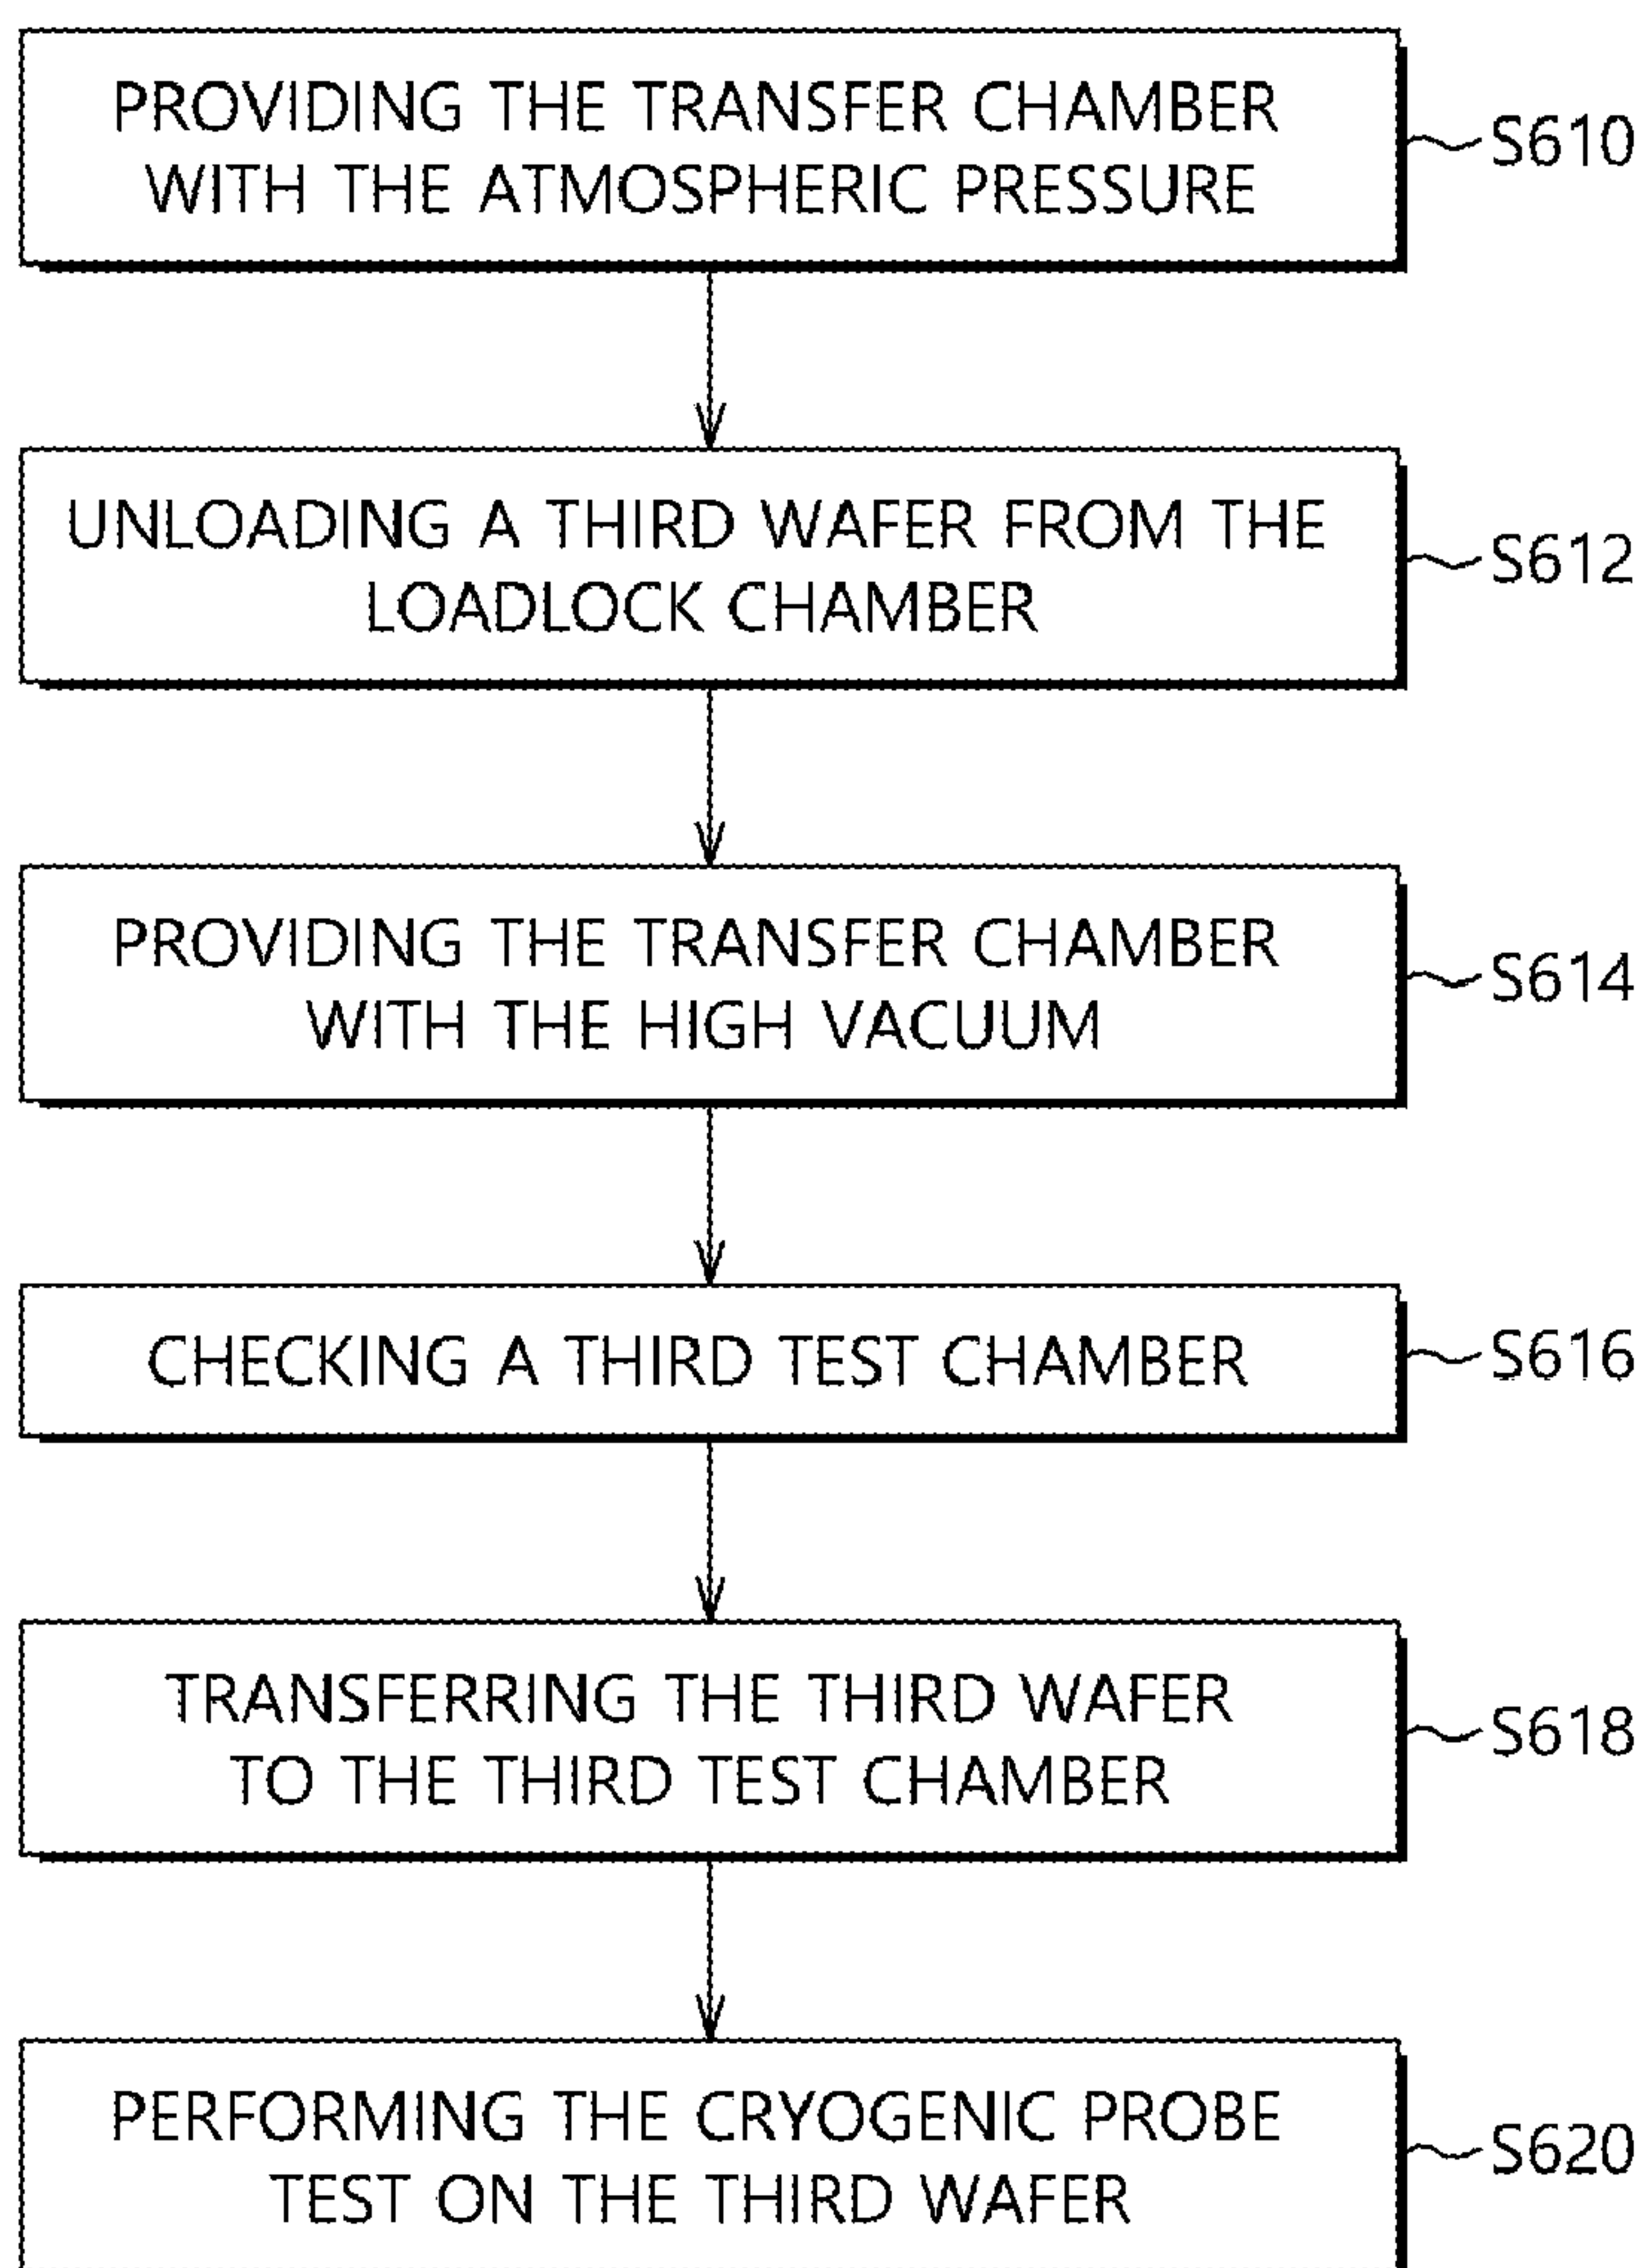 PROVIDING THE TRANSFER CHAMBER
WITH THE ATMOSPHERIC PRESSURE
S610
UNLOADING A THIRD WAFER FROM THE
LOADLOCK CHAMBER
S612
PROVIDING THE TRANSFER CHAMBER
WITH THE HIGH VACUUM
S614
CHECKING A THIRD TEST CHAMBER
S616
TRANSFERRING THE THIRD WAFER
TO THE THIRD TEST CHAMBER
S618
PERFORMING THE CRYOGENIC PROBE
TEST ON THE THIRD WAFER
S620